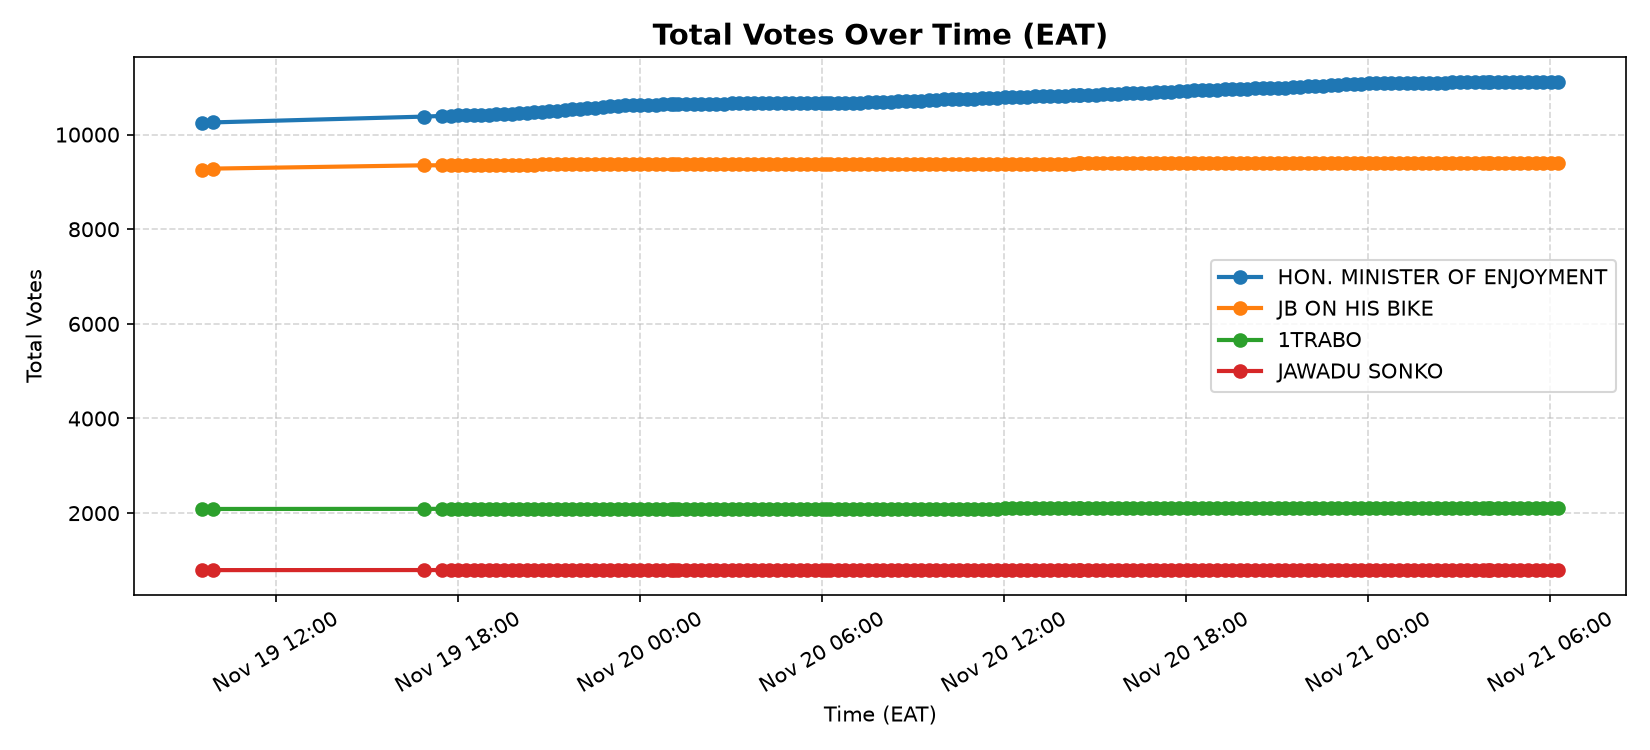 Total Votes Over Time (EAT)
Total Votes
10000
8000
6000
4000
2000
HON. MINISTER OF ENJOYMENT
JB ON HIS BIKE
1TRABO
JAWADU SONKO
Nov 19 12:00
Nov 19 18:00
Nov 20 00:00
Nov 20 06:00
Nov 20 12:00
Nov 20 18:00
Nov 21 00:00
Nov 21 06:00
Time (EAT)